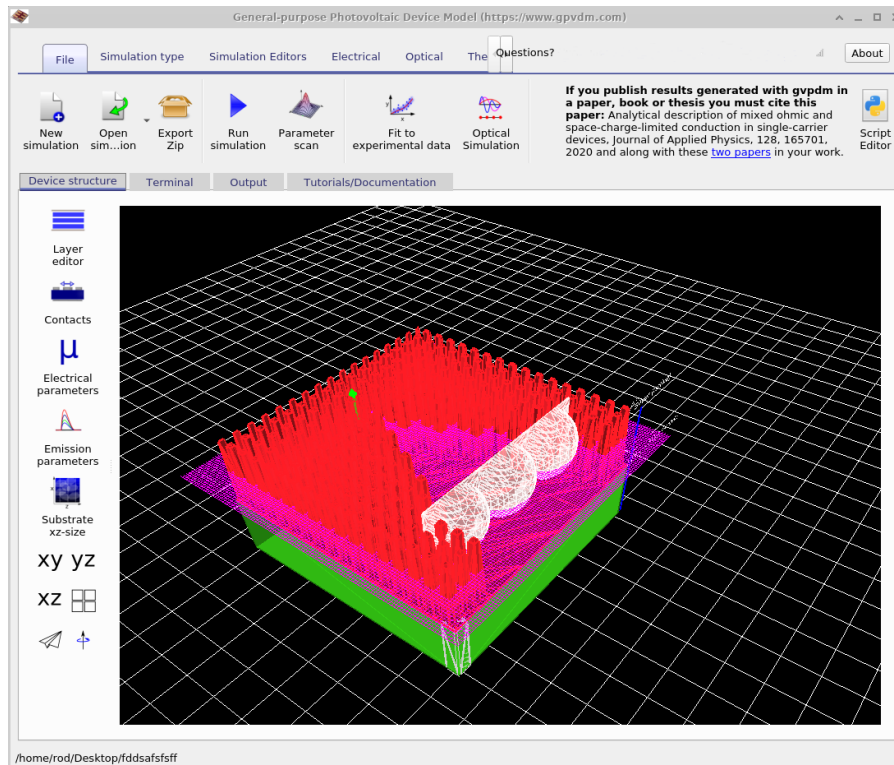 General-purpose Photovoltaic Device Model (https://www.gpvdm.com)
File
Simulation type
Simulation Editors
Electrical
Optical
The
Questions?
About
New
simulation
Open
sim...ion
Export
Zip
Run
simulation
Parameter
scan
Fit to
experimental data
Optical
Simulation
If you publish results generated with gvpdm in
a paper, book or thesis you must cite this
paper: Analytical description of mixed ohmic and
space-charge-limited conduction in single-carrier
devices, Journal of Applied Physics, 128, 165701,
2020 and along with these two papers in your work.
Script
Editor
Device structure
Terminal
Output
Tutorials/Documentation
Layer
editor
Contacts
μ
Electrical
parameters
Emission
parameters
Substrate
xz-size
xy yz
xz
/home/rod/Desktop/fddsafsfsff